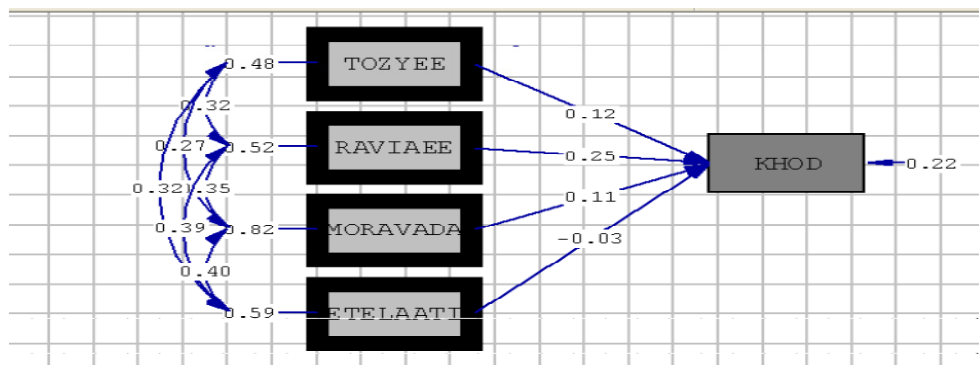 0.48 TOZYEE
0.32
0.12
0.27 0.52 RAVIAEE 0.25 KHOD 0.22
0.32 0.35
0.11
0.39 0.82 MORAVADA -0.03
0.40
0.59 ETELAATI